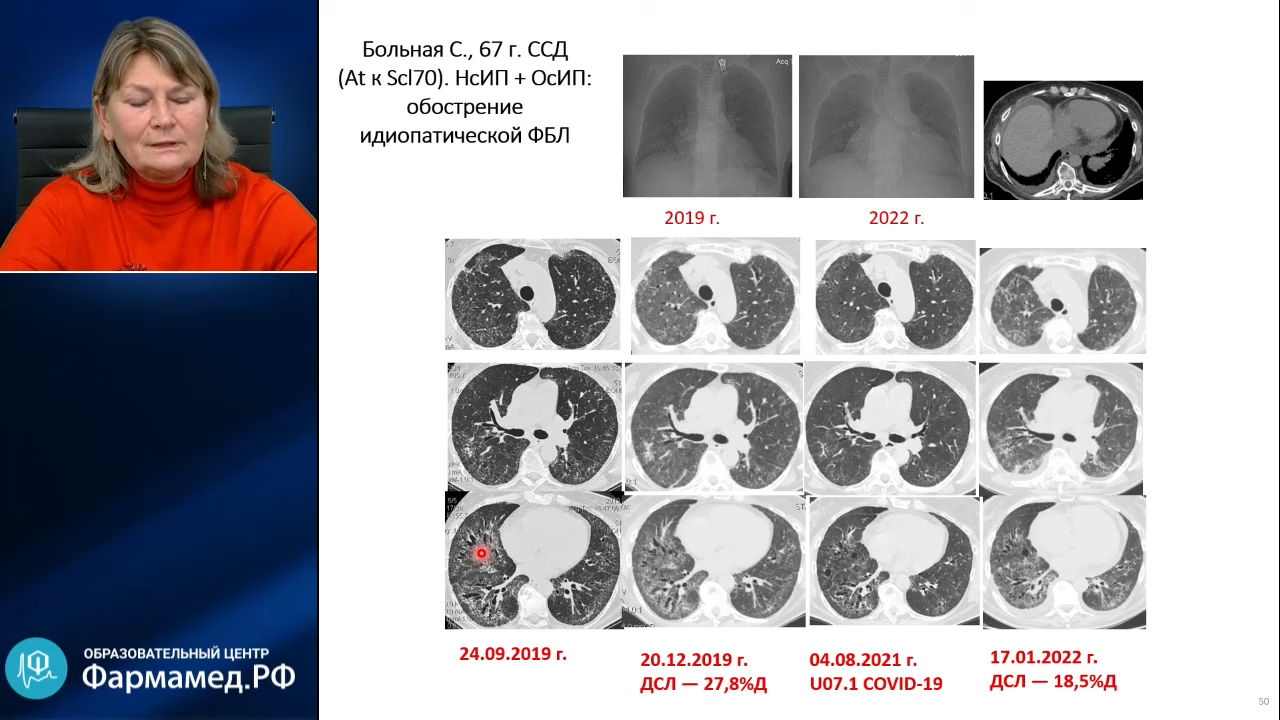 Больная С., 67 г. ССД
(At к Scl70). НсИП + ОсИП:
обострение
идиопатической ФБЛ
2019 г.
2022 г.
24.09.2019 г.
20.12.2019 г.
ДСЛ — 27,8%Д
04.08.2021 г.
U07.1 COVID-19
17.01.2022 г.
ДСЛ — 18,5%Д
ОБРАЗОВАТЕЛЬНЫЙ ЦЕНТР
Фармамед.РФ
50